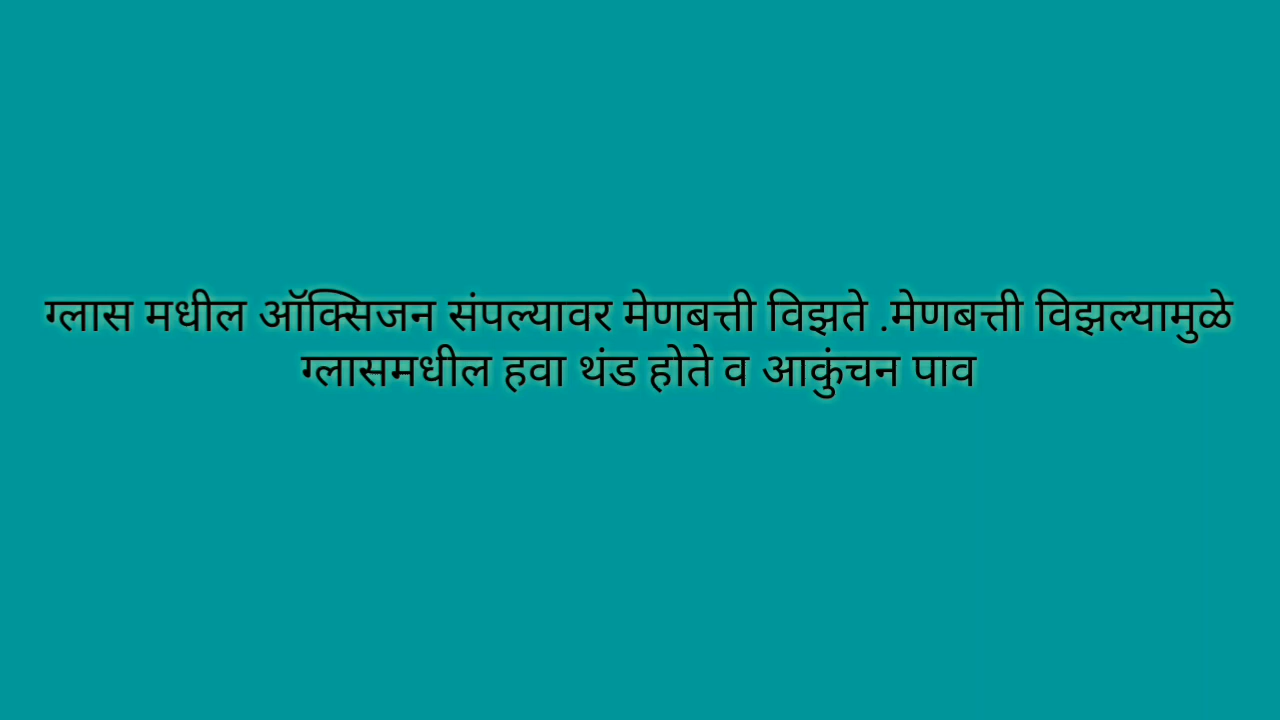 ग्लास मधील ऑक्सिजन संपल्यावर मेणबत्ती विझते .मेणबत्ती विझल्यामुळे
ग्लासमधील हवा थंड होते व आकुंचन पाव